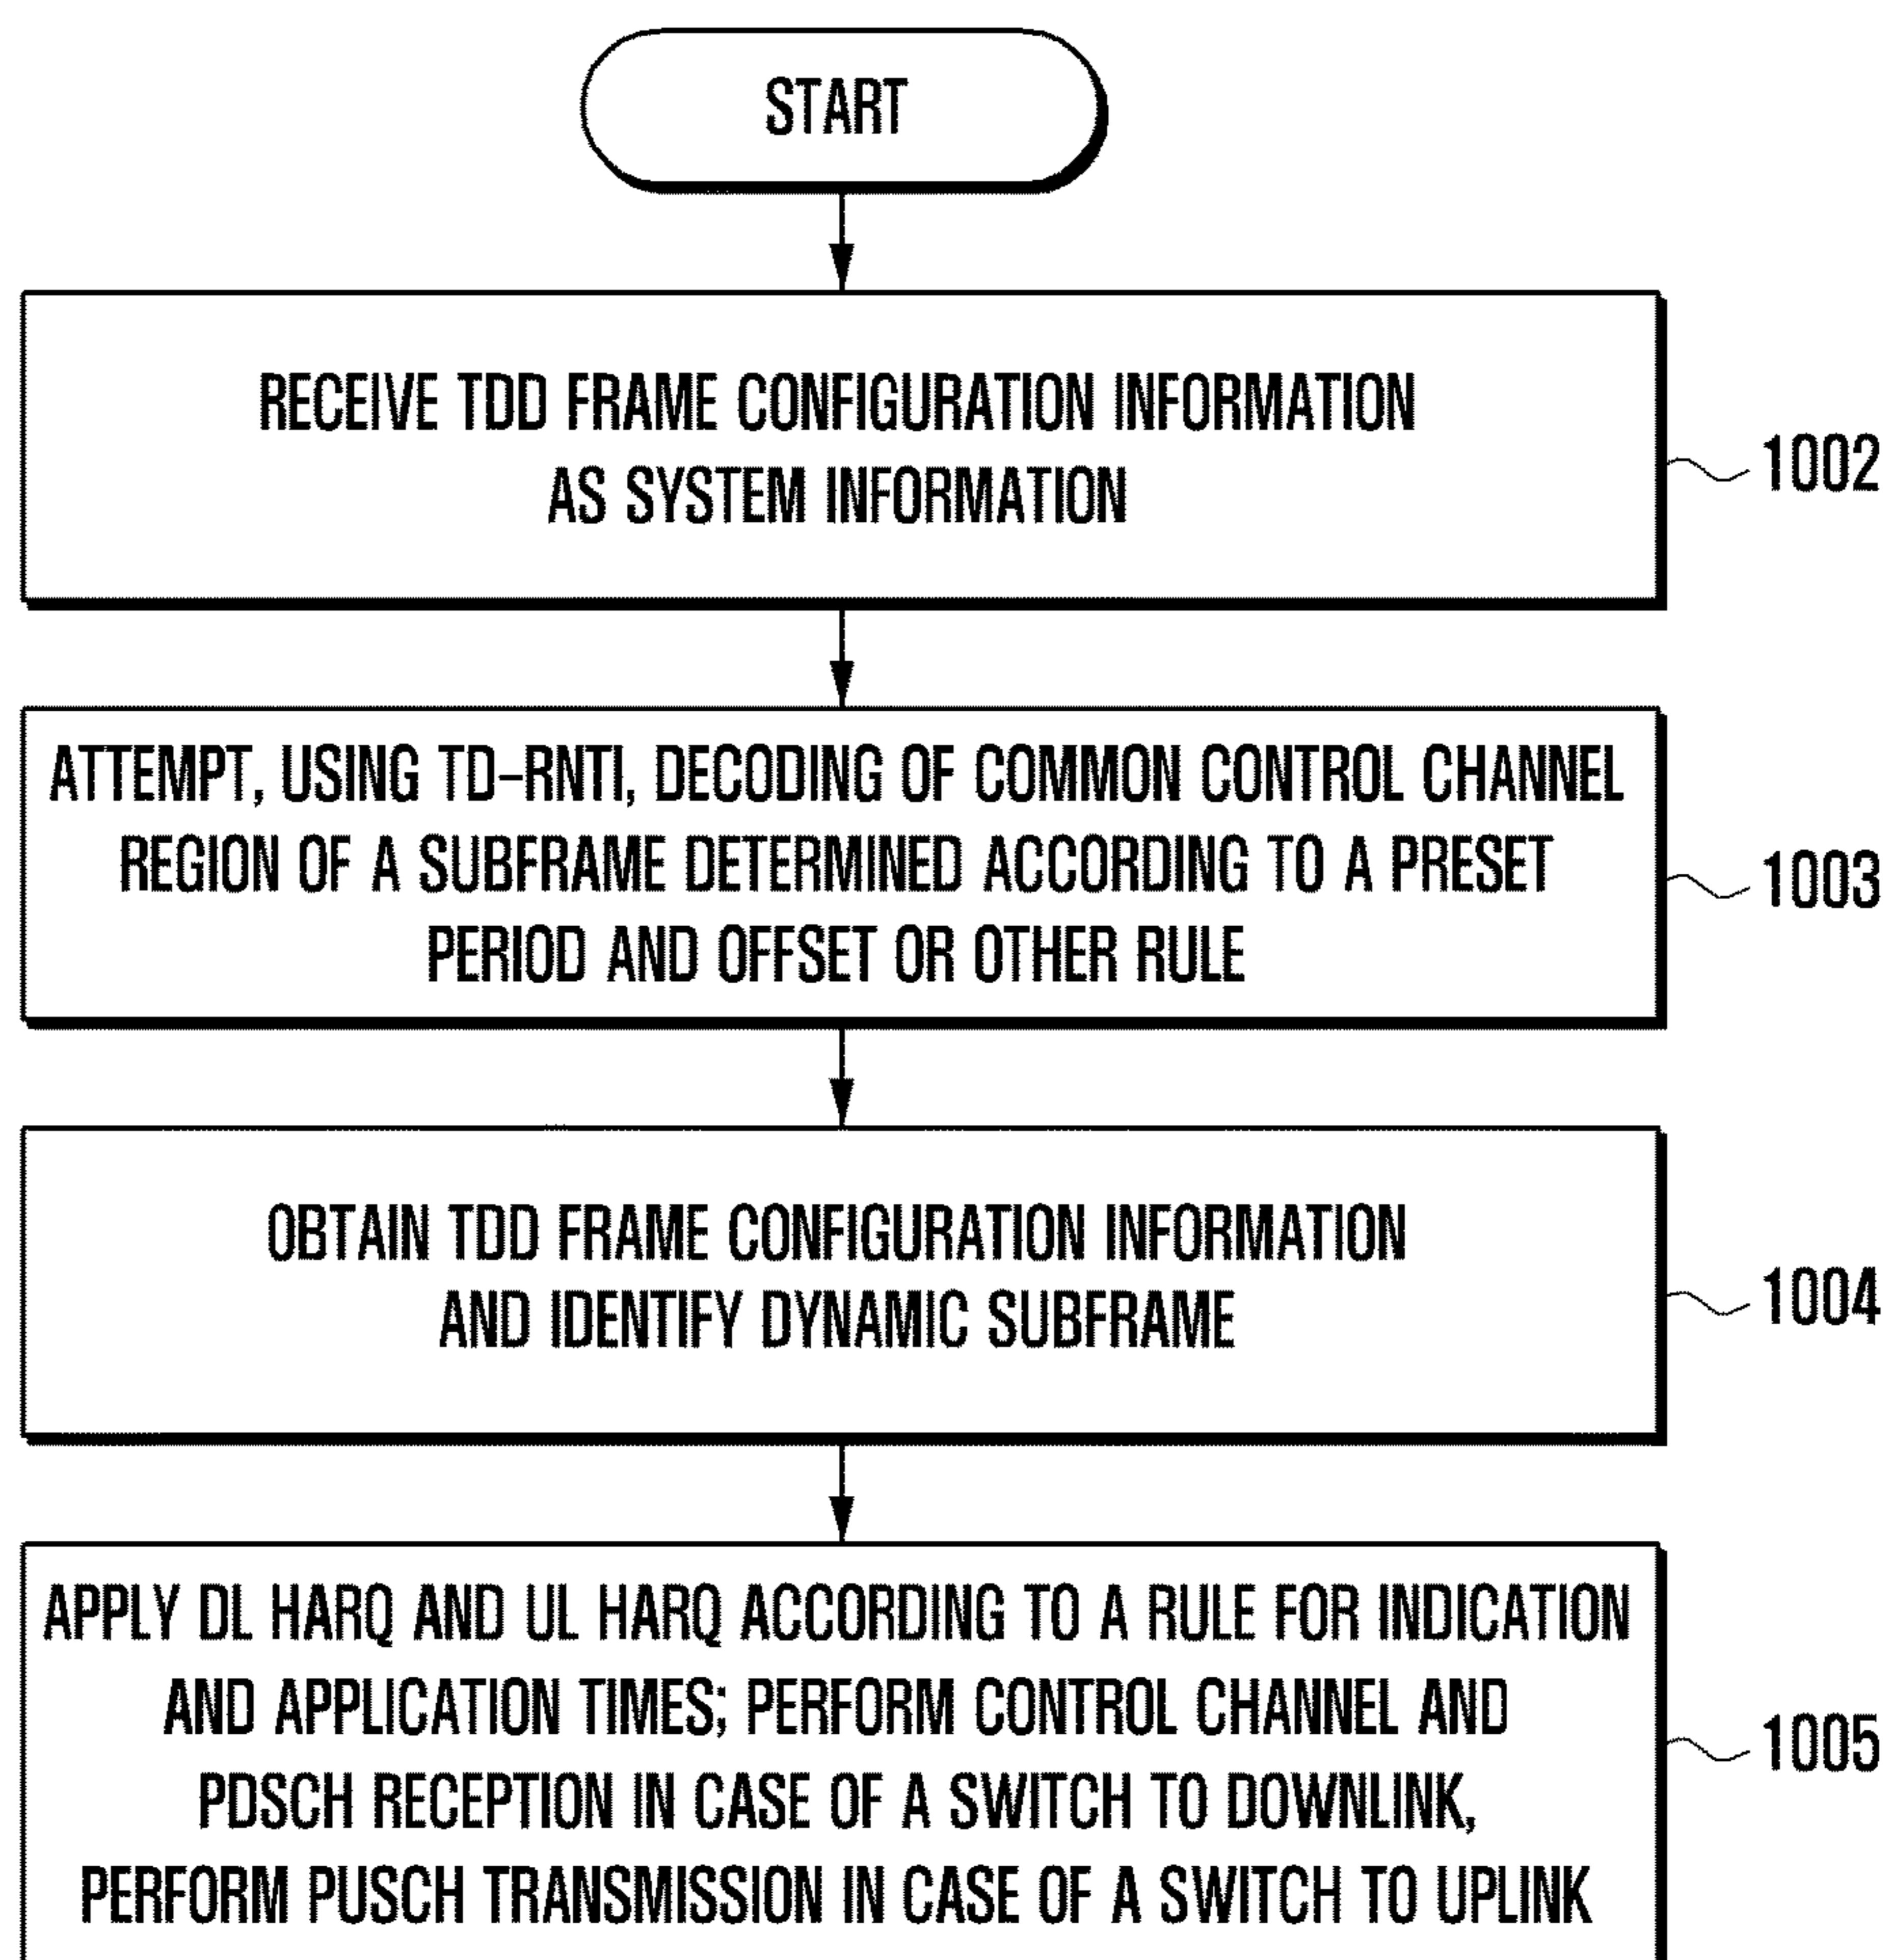 START
RECEIVE TDD FRAME CONFIGURATION INFORMATION
AS SYSTEM INFORMATION
1002
ATTEMPT, USING TD-RNTI, DECODING OF COMMON CONTROL CHANNEL
REGION OF A SUBFRAME DETERMINED ACCORDING TO A PRESET
PERIOD AND OFFSET OR OTHER RULE
1003
OBTAIN TDD FRAME CONFIGURATION INFORMATION
AND IDENTIFY DYNAMIC SUBFRAME
1004
APPLY DL HARQ AND UL HARQ ACCORDING TO A RULE FOR INDICATION
AND APPLICATION TIMES; PERFORM CONTROL CHANNEL AND
PDSCH RECEPTION IN CASE OF A SWITCH TO DOWNLINK,
PERFORM PUSCH TRANSMISSION IN CASE OF A SWITCH TO UPLINK
1005